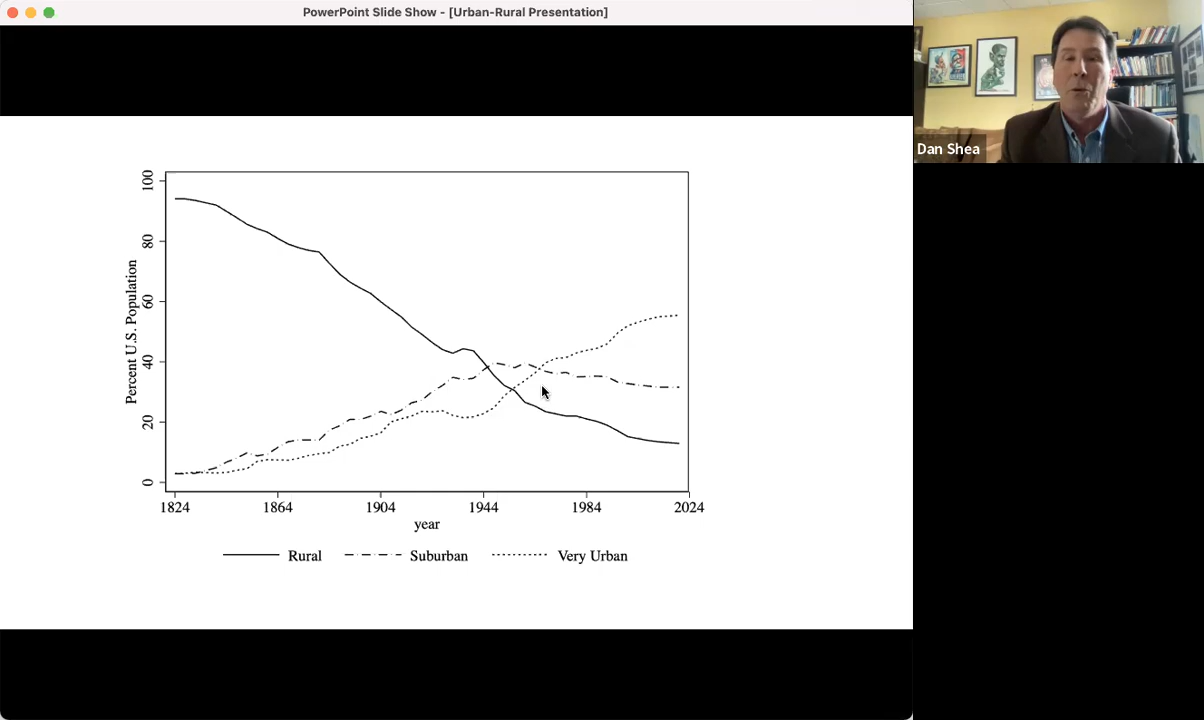 PowerPoint Slide Show - [Urban-Rural Presentation]
Dan Shea
Percent U.S. Population
100
80
60
40
20
0
1824 1864 1904 1944 1984 2024
year
Rural Suburban Very Urban